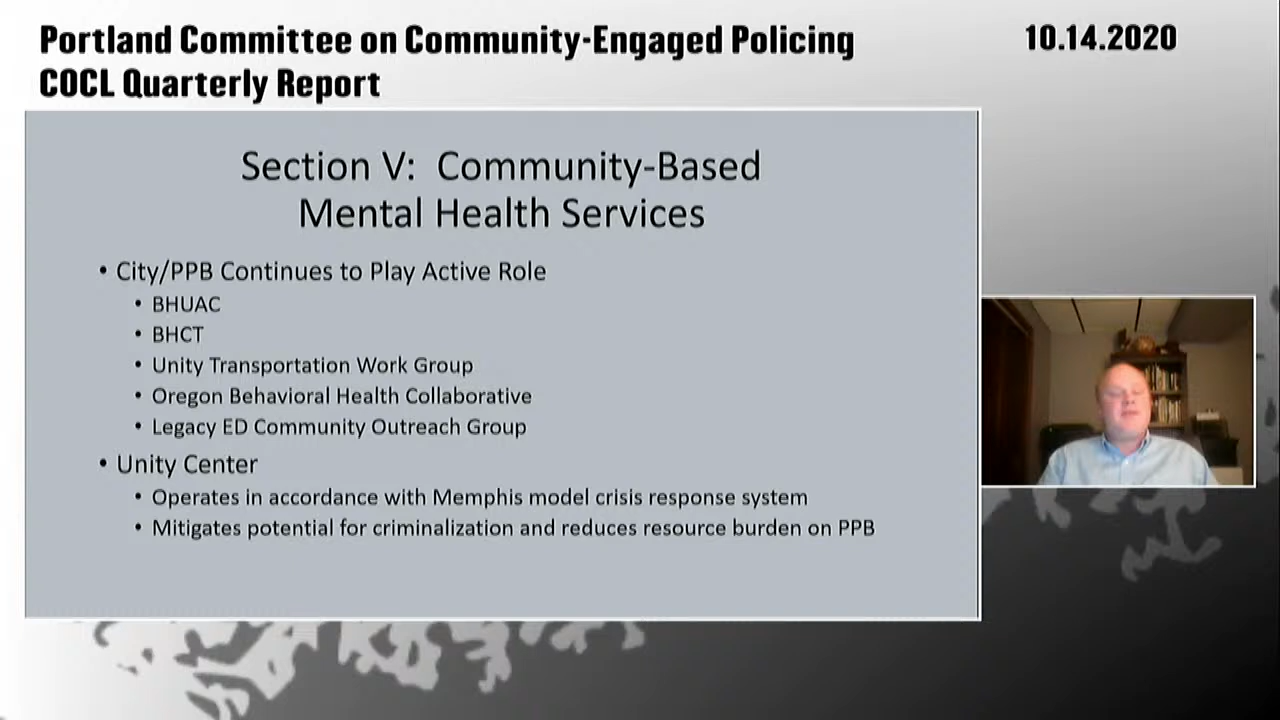 Portland Committee on Community-Engaged Policing
COCL Quarterly Report
10.14.2020
Section V: Community-Based
Mental Health Services
• City/PPB Continues to Play Active Role
• BHUAC
• BHCT
• Unity Transportation Work Group
• Oregon Behavioral Health Collaborative
• Legacy ED Community Outreach Group
• Unity Center
• Operates in accordance with Memphis model crisis response system
• Mitigates potential for criminalization and reduces resource burden on PPB